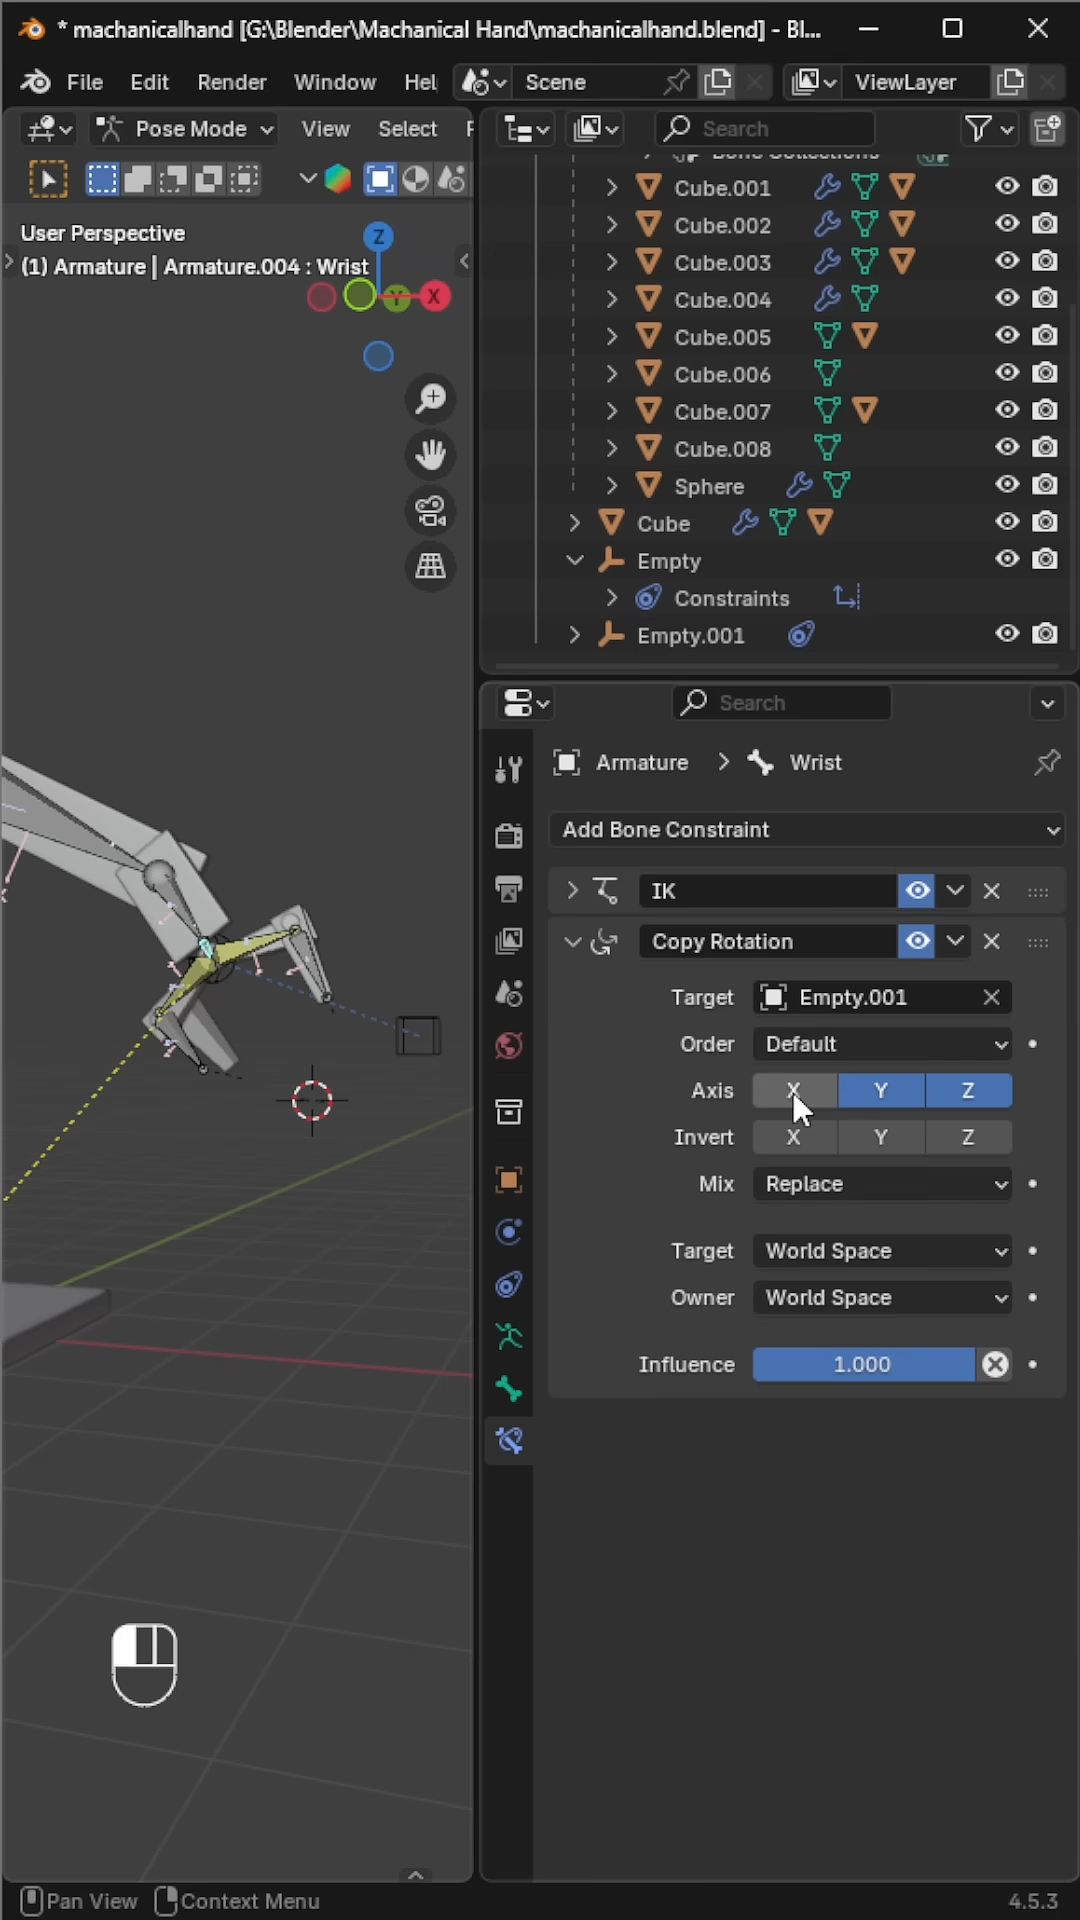 * machanicalhand [G:\Blender\Machanical Hand\machanicalhand.blend] - Bl...
File Edit Render Window Hel Scene ViewLayer
Pose Mode View Select
Search
User Perspective
(1) Armature | Armature.004 : Wrist
Z
Y
X
Bone Collections
Cube.001
Cube.002
Cube.003
Cube.004
Cube.005
Cube.006
Cube.007
Cube.008
Sphere
Cube
Empty
Constraints
Empty.001
Search
Armature > Wrist
Add Bone Constraint
IK
Copy Rotation
Target Empty.001
Order Default
Axis X Y Z
Invert X Y Z
Mix Replace
Target World Space
Owner World Space
Influence 1.000
Pan View Context Menu 4.5.3